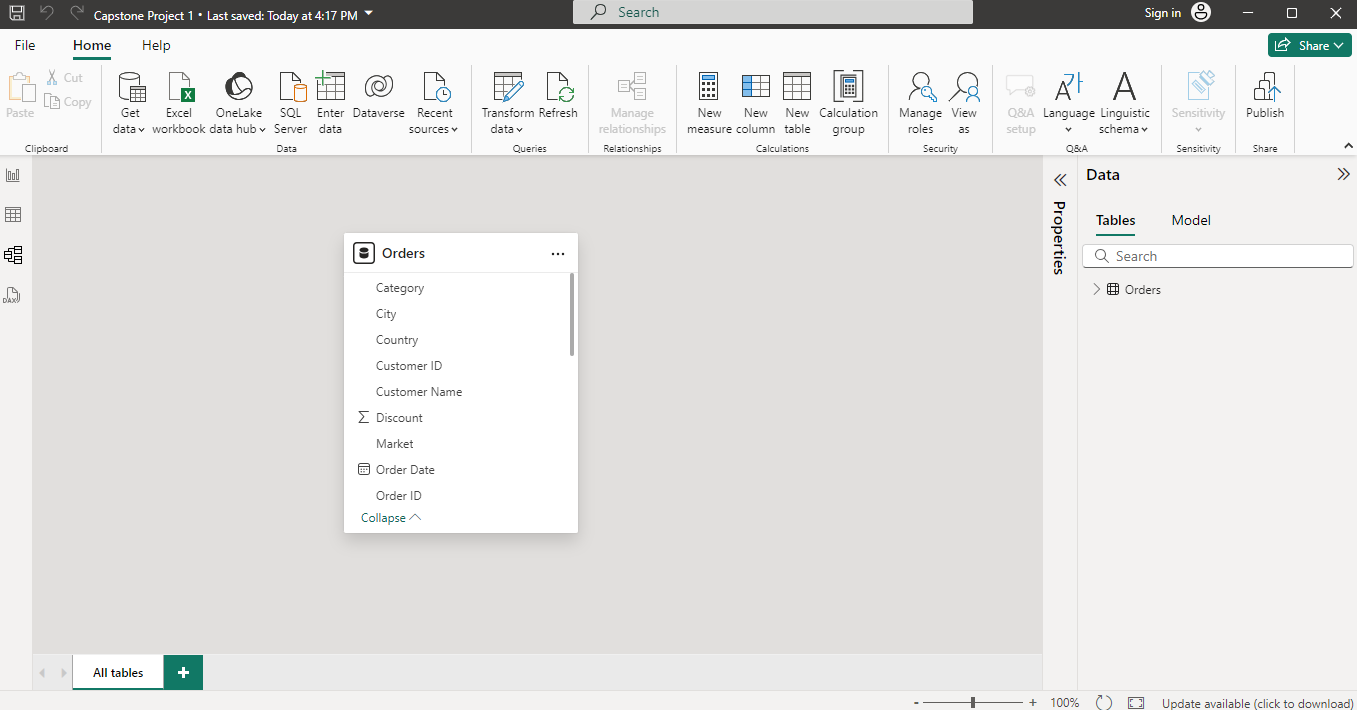 Capstone Project 1 • Last saved: Today at 4:17 PM
Search
Sign in
File
Home
Help
Share
Paste
Cut
Copy
Clipboard
Get data
Excel workbook
OneLake data hub
SQL Server
Enter data
Dataverse
Recent sources
Data
Transform data
Refresh
Queries
Manage relationships
Relationships
New measure
New column
New table
Calculation group
Calculations
Manage roles
View as
Security
Q&A setup
Language
Linguistic schema
Q&A
Sensitivity
Sensitivity
Publish
Share
DAX
Orders
Category
City
Country
Customer ID
Customer Name
Discount
Market
Order Date
Order ID
Collapse
Properties
Data
Tables
Model
Search
Orders
All tables
100%
Update available (click to download)